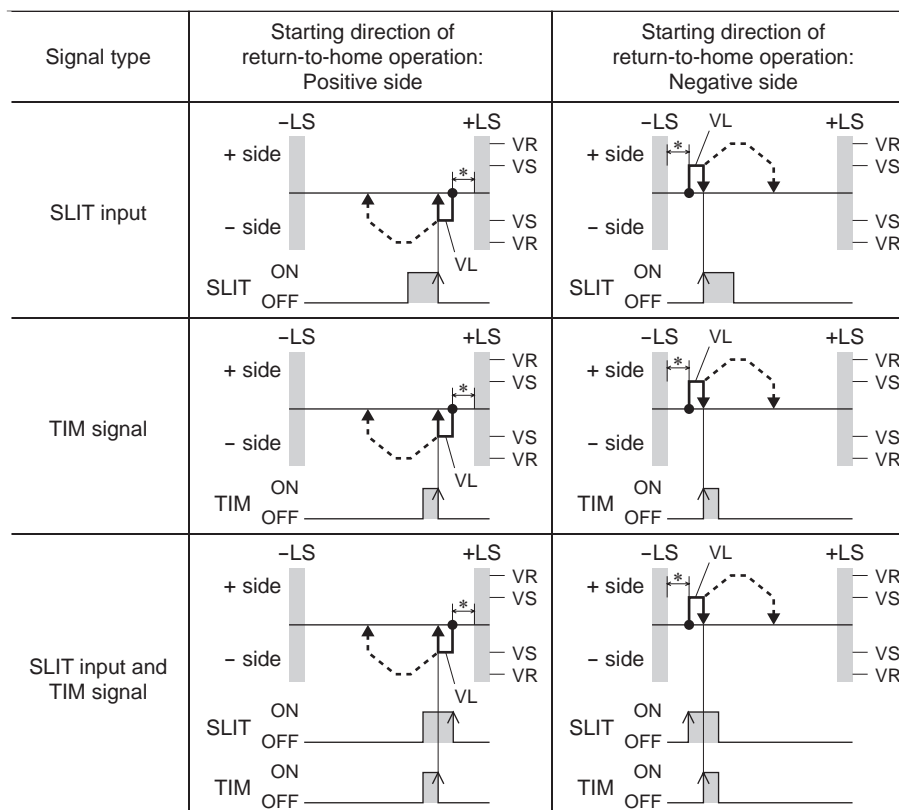 Signal type
Starting direction of
return-to-home operation:
Positive side
Starting direction of
return-to-home operation:
Negative side
SLIT input
−LS +LS
+ side
− side
*
VR
VS
VS
VR
VL
SLIT
ON
OFF
−LS VL +LS
+ side
− side
*
VR
VS
VS
VR
SLIT
ON
OFF
TIM signal
−LS +LS
+ side
− side
*
VR
VS
VS
VR
VL
TIM
ON
OFF
−LS VL +LS
+ side
− side
*
VR
VS
VS
VR
TIM
ON
OFF
SLIT input and
TIM signal
−LS +LS
+ side
− side
*
VR
VS
VS
VR
VL
SLIT
ON
OFF
TIM
ON
OFF
−LS VL +LS
+ side
− side
*
VR
VS
VS
VR
SLIT
ON
OFF
TIM
ON
OFF